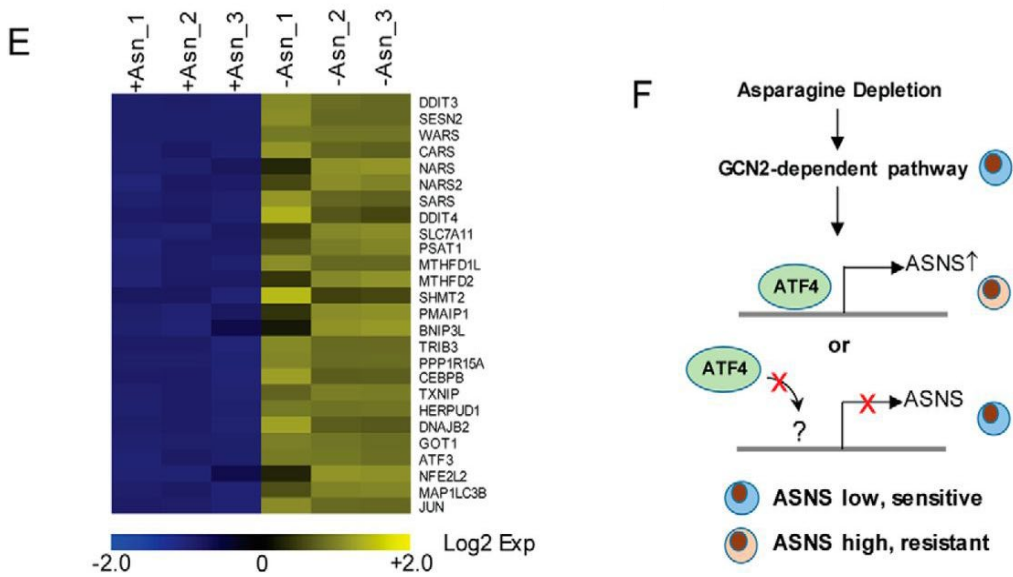 E
+Asn_1
+Asn_2
+Asn_3
-Asn_1
-Asn_2
-Asn_3
DDIT3
SESN2
WARS
CARS
NARS
NARS2
SARS
DDIT4
SLC7A11
PSAT1
MTHFD1L
MTHFD2
SHMT2
PMAIP1
BNIP3L
TRIB3
PPP1R15A
CEBPB
TXNIP
HERPUD1
DNAJB2
GOT1
ATF3
NFE2L2
MAP1LC3B
JUN
-2.0 0 +2.0 Log2 Exp
F
Asparagine Depletion
GCN2-dependent pathway
ATF4 ASNS↑
or
ATF4 X ? X ASNS
ASNS low, sensitive
ASNS high, resistant